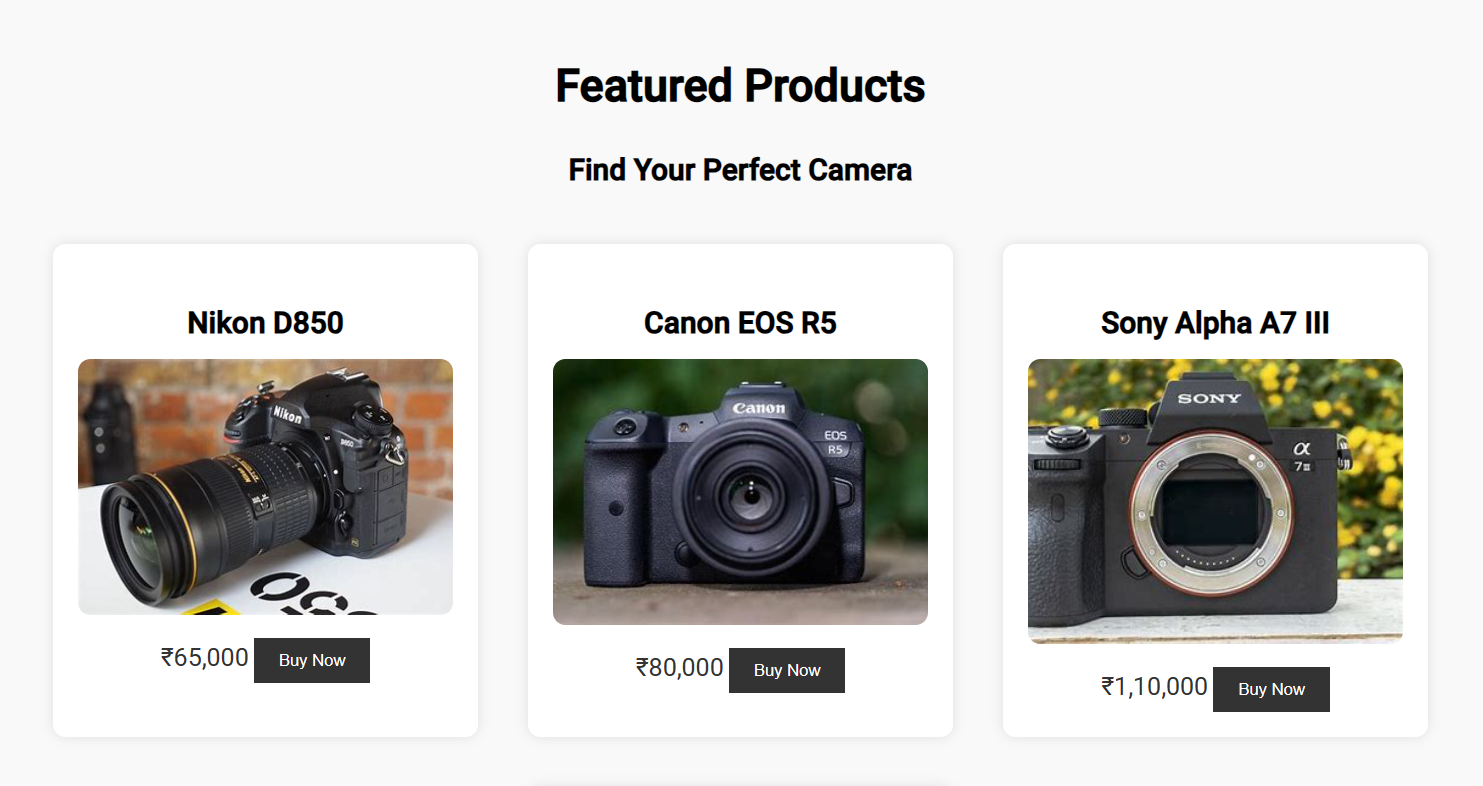 Featured Products
Find Your Perfect Camera
Nikon D850
Nikon
D850
₹65,000 Buy Now
Canon EOS R5
Canon
EOS
R5
₹80,000 Buy Now
Sony Alpha A7 III
SONY
α
7III
₹1,10,000 Buy Now